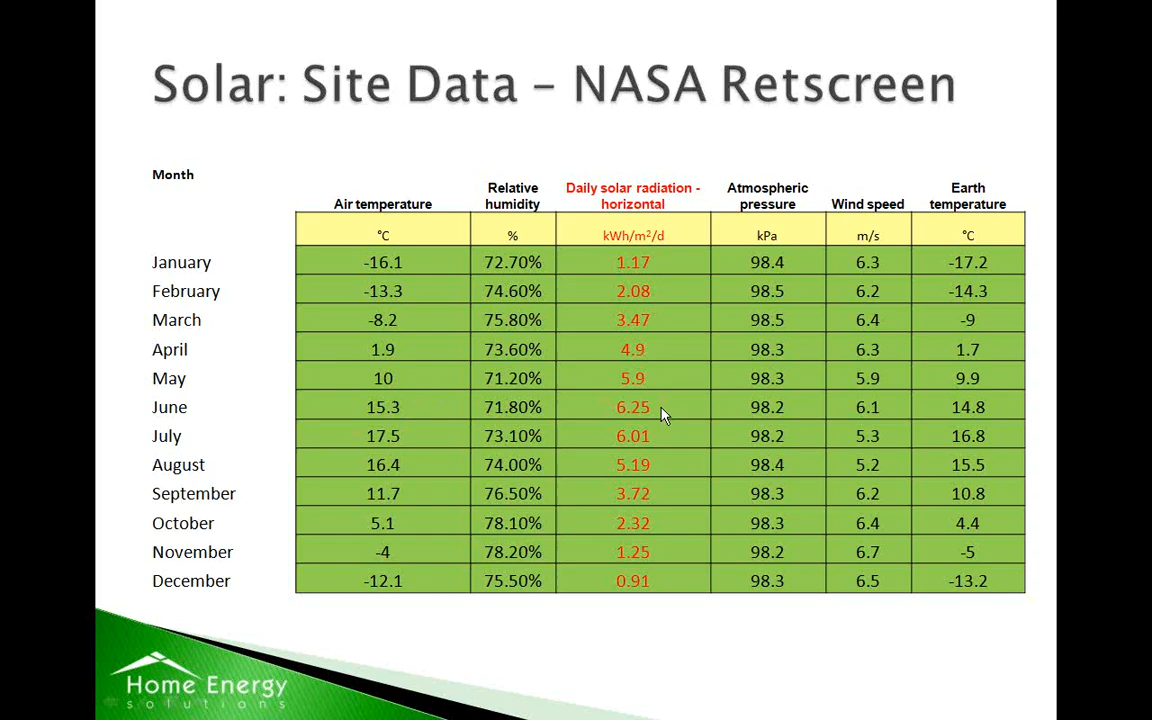 Solar: Site Data – NASA Retscreen
Month
Air temperature
Relative
humidity
Daily solar radiation -
horizontal
Atmospheric
pressure
Wind speed
Earth
temperature
°C % kWh/m²/d kPa m/s °C
January -16.1 72.70% 1.17 98.4 6.3 -17.2
February -13.3 74.60% 2.08 98.5 6.2 -14.3
March -8.2 75.80% 3.47 98.5 6.4 -9
April 1.9 73.60% 4.9 98.3 6.3 1.7
May 10 71.20% 5.9 98.3 5.9 9.9
June 15.3 71.80% 6.25 98.2 6.1 14.8
July 17.5 73.10% 6.01 98.2 5.3 16.8
August 16.4 74.00% 5.19 98.4 5.2 15.5
September 11.7 76.50% 3.72 98.3 6.2 10.8
October 5.1 78.10% 2.32 98.3 6.4 4.4
November -4 78.20% 1.25 98.2 6.7 -5
December -12.1 75.50% 0.91 98.3 6.5 -13.2
Home Energy
solutions